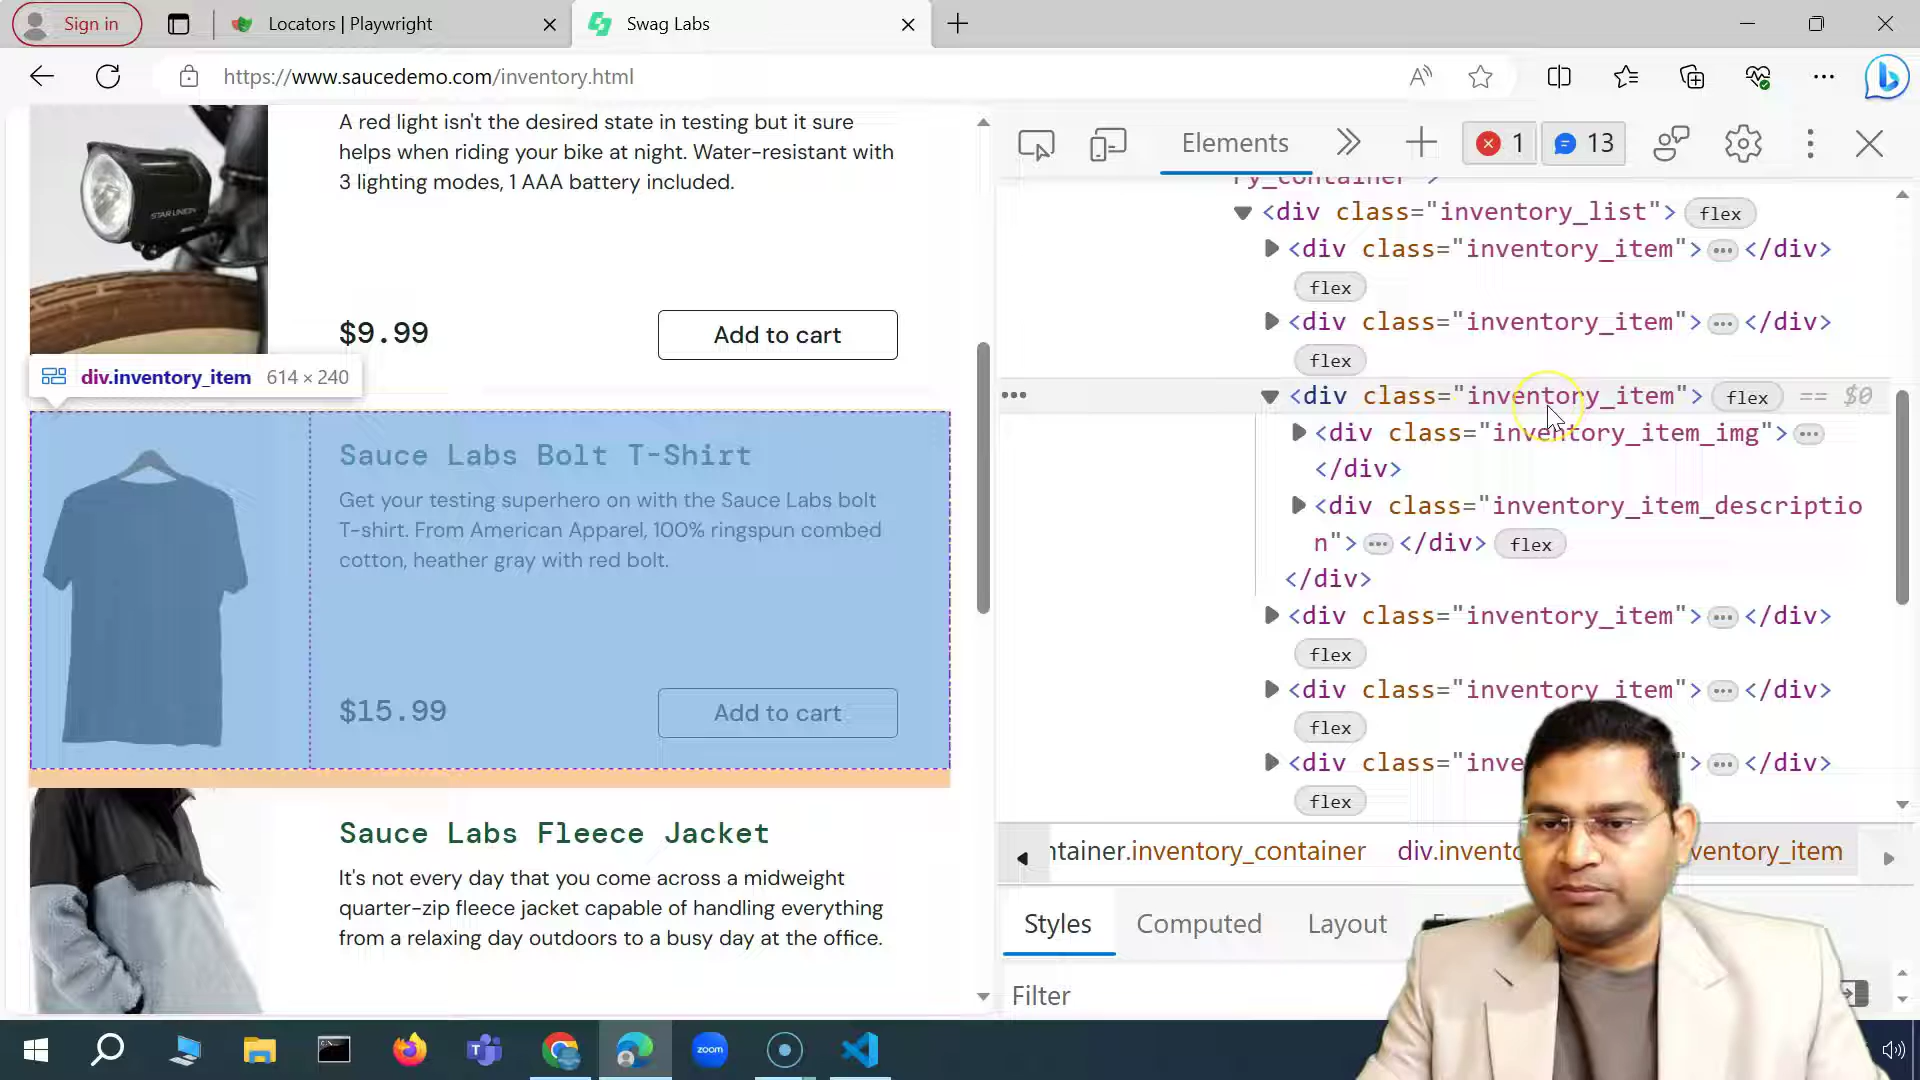 Sign in
Locators | Playwright
Swag Labs
https://www.saucedemo.com/inventory.html
A red light isn't the desired state in testing but it sure
helps when riding your bike at night. Water-resistant with
3 lighting modes, 1 AAA battery included.
$9.99
Add to cart
div.inventory_item 614 × 240
Sauce Labs Bolt T-Shirt
Get your testing superhero on with the Sauce Labs bolt
T-shirt. From American Apparel, 100% ringspun combed
cotton, heather gray with red bolt.
$15.99
Add to cart
Sauce Labs Fleece Jacket
It's not every day that you come across a midweight
quarter-zip fleece jacket capable of handling everything
from a relaxing day outdoors to a busy day at the office.
Elements
1
13
ry_container">
<div class="inventory_list"> flex
<div class="inventory_item"> ••• </div>
flex
<div class="inventory_item"> ••• </div>
flex
••• <div class="inventory_item"> flex == $0
<div class="inventory_item_img"> •••
</div>
<div class="inventory_item_descriptio
n"> ••• </div> flex
</div>
<div class="inventory_item"> ••• </div>
flex
<div class="inventory_item"> ••• </div>
flex
<div class="inve "> ••• </div>
flex
ntainer.inventory_container div.invento ventory_item
Styles Computed Layout
Filter
STAR LINE
zoom